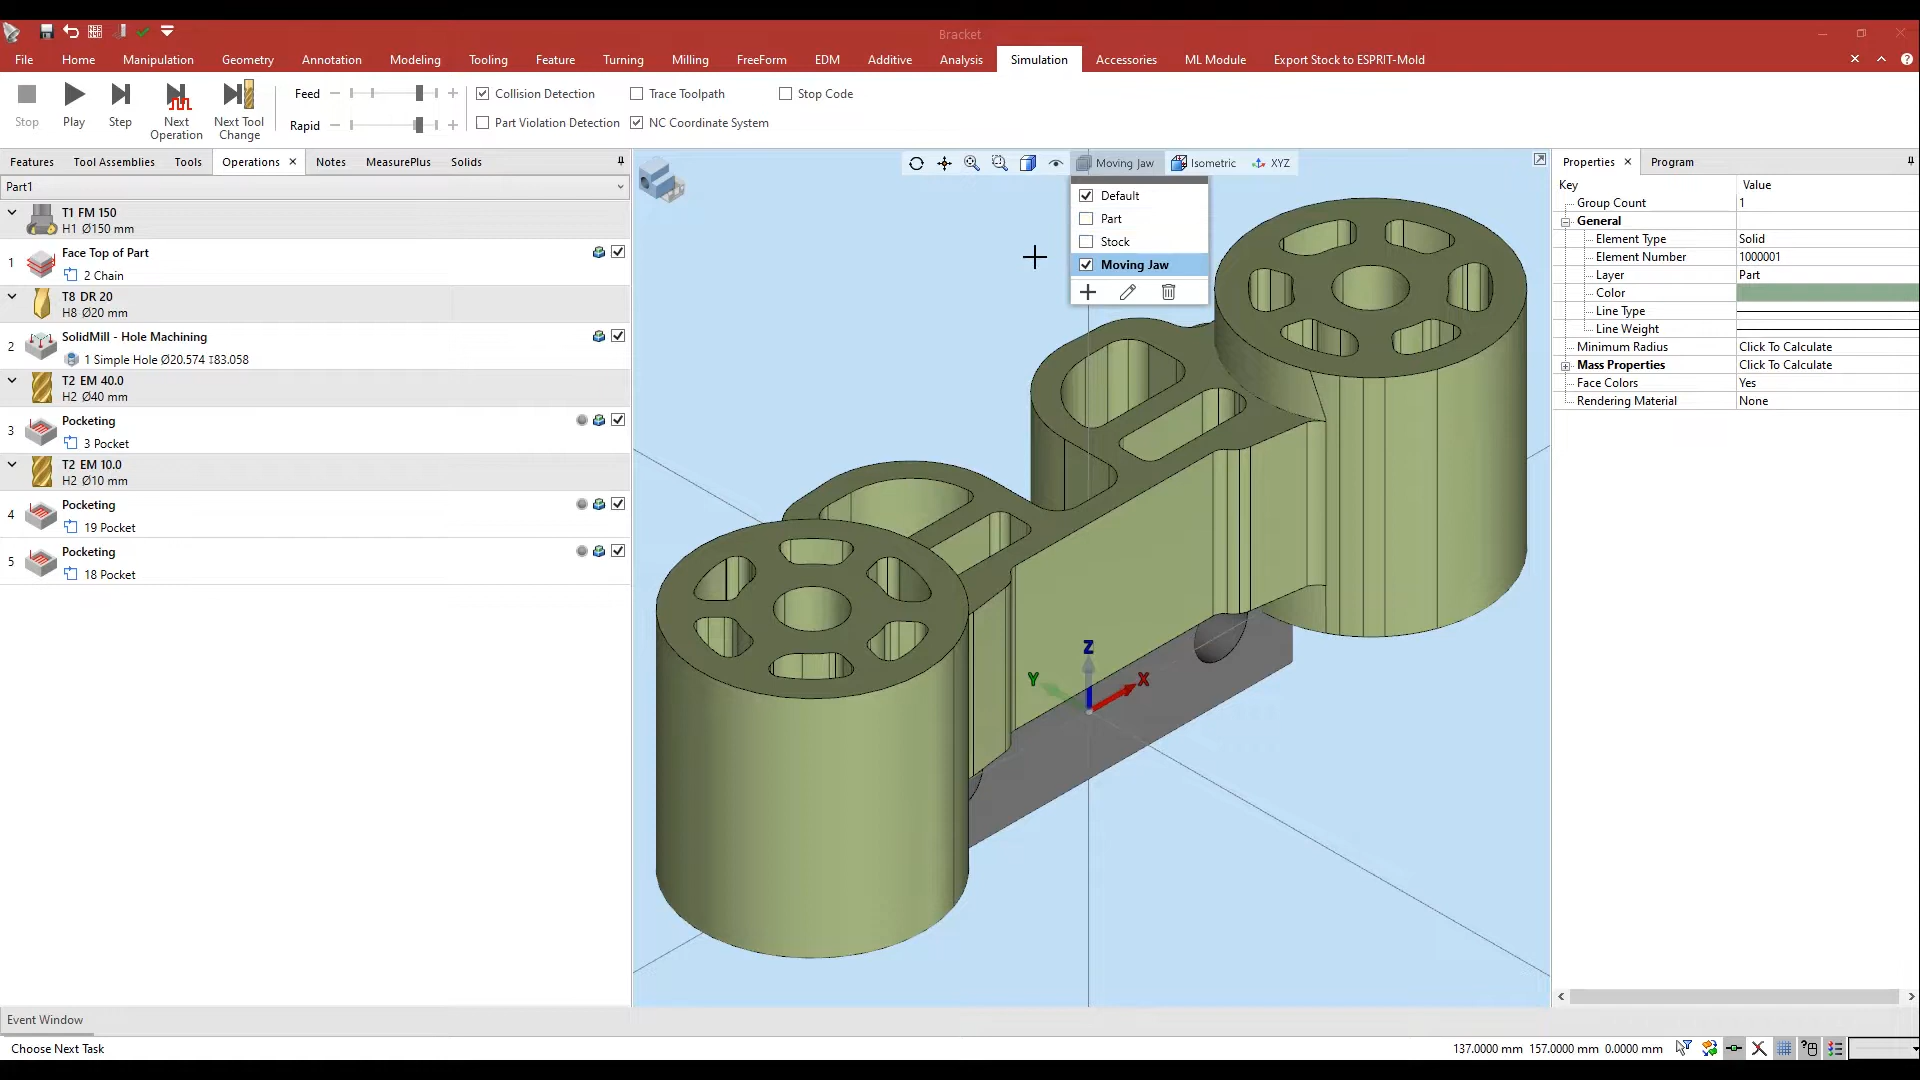 Bracket
File Home Manipulation Geometry Annotation Modeling Tooling Feature Turning Milling FreeForm EDM Additive Analysis Simulation Accessories ML Module Export Stock to ESPRIT-Mold
Stop Play Step Next Operation Next Tool Change
Feed
Rapid
Collision Detection Trace Toolpath Stop Code
Part Violation Detection NC Coordinate System
Features Tool Assemblies Tools Operations Notes MeasurePlus Solids
Part1
T1 FM 150
H1 Ø150 mm
1 Face Top of Part
2 Chain
T8 DR 20
H8 Ø20 mm
2 SolidMill - Hole Machining
1 Simple Hole Ø20.574 ↧83.058
T2 EM 40.0
H2 Ø40 mm
3 Pocketing
3 Pocket
T2 EM 10.0
H2 Ø10 mm
4 Pocketing
19 Pocket
5 Pocketing
18 Pocket
Moving Jaw Isometric XYZ
Default
Part
Stock
Moving Jaw
Z
Y
X
Properties Program
Key Value
Group Count 1
General
Element Type Solid
Element Number 1000001
Layer Part
Color
Line Type
Line Weight
Minimum Radius Click To Calculate
Mass Properties Click To Calculate
Face Colors Yes
Rendering Material None
Event Window
Choose Next Task
137.0000 mm 157.0000 mm 0.0000 mm